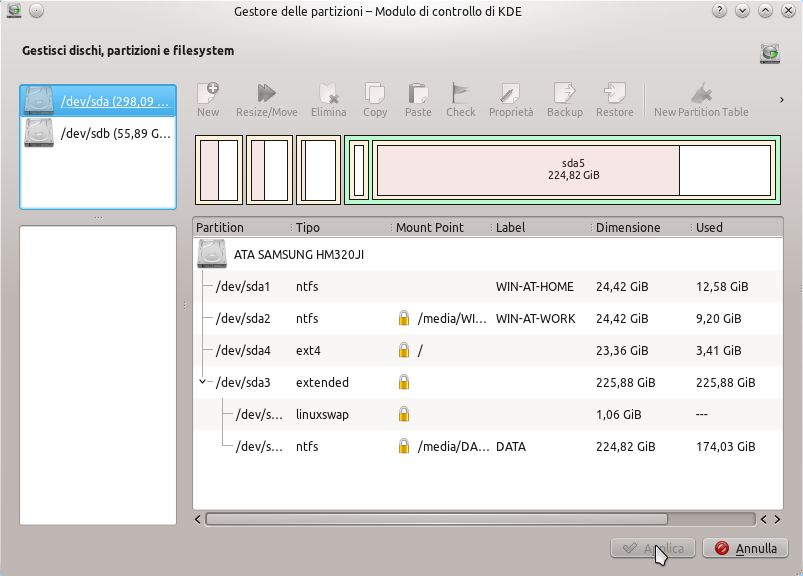 Gestore delle partizioni – Modulo di controllo di KDE
Gestisci dischi, partizioni e filesystem
/dev/sda (298,09 ...
/dev/sdb (55,89 G...
New Resize/Move Elimina Copy Paste Check Proprietà Backup Restore New Partition Table
sda5
224,82 GiB
Partition Tipo Mount Point Label Dimensione Used
ATA SAMSUNG HM320JI
/dev/sda1 ntfs WIN-AT-HOME 24,42 GiB 12,58 GiB
/dev/sda2 ntfs /media/WI... WIN-AT-WORK 24,42 GiB 9,20 GiB
/dev/sda4 ext4 / 23,36 GiB 3,41 GiB
/dev/sda3 extended 225,88 GiB 225,88 GiB
/dev/s... linuxswap 1,06 GiB ---
/dev/s... ntfs /media/DA... DATA 224,82 GiB 174,03 GiB
Applica Annulla